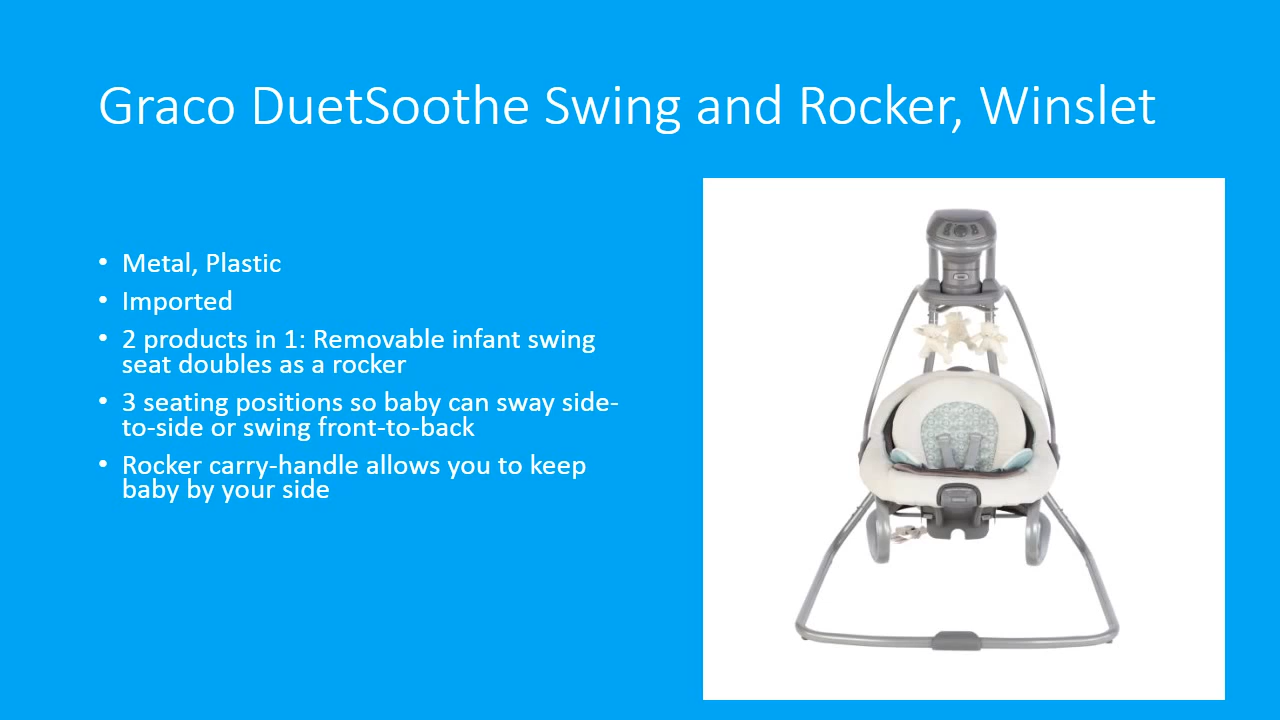 Graco DuetSoothe Swing and Rocker, Winslet
• Metal, Plastic
• Imported
• 2 products in 1: Removable infant swing
seat doubles as a rocker
• 3 seating positions so baby can sway side-
to-side or swing front-to-back
• Rocker carry-handle allows you to keep
baby by your side